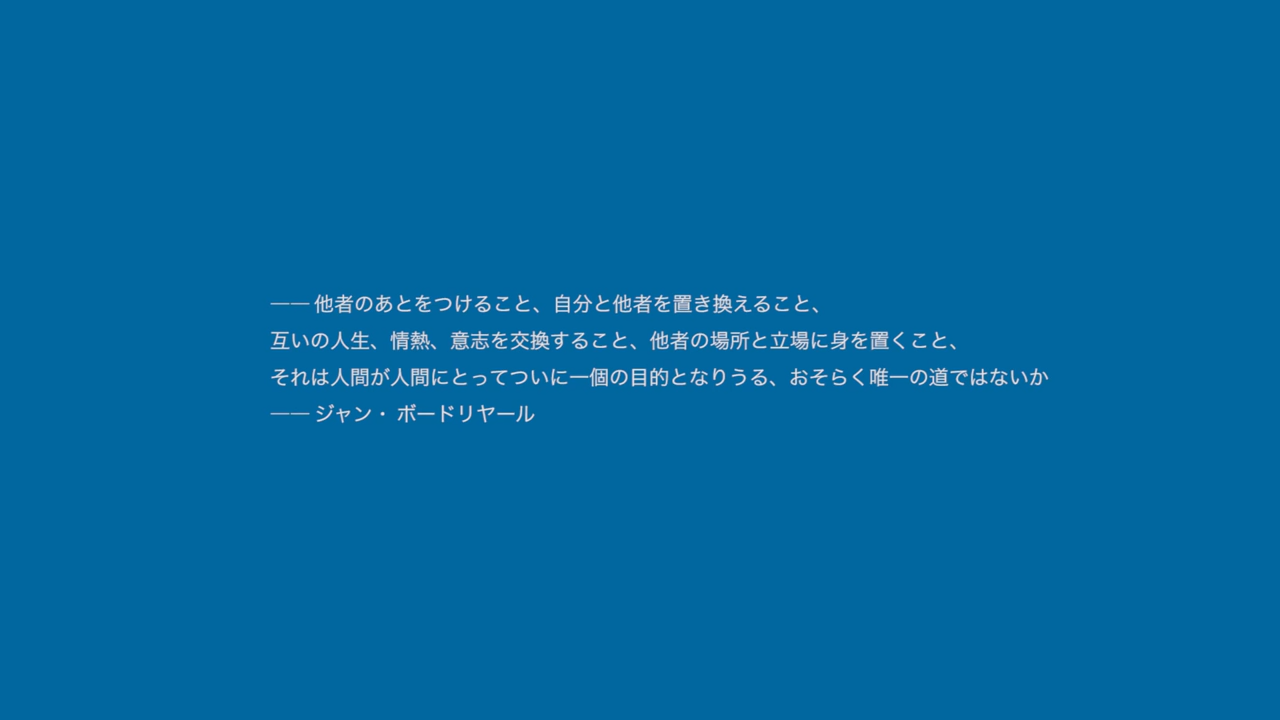 ―― 他者のあとをつけること、自分と他者を置き換えること、
互いの人生、情熱、意志を交換すること、他者の場所と立場に身を置くこと、
それは人間が人間にとってついに一個の目的となりうる、おそらく唯一の道ではないか
―― ジャン・ ボードリヤール